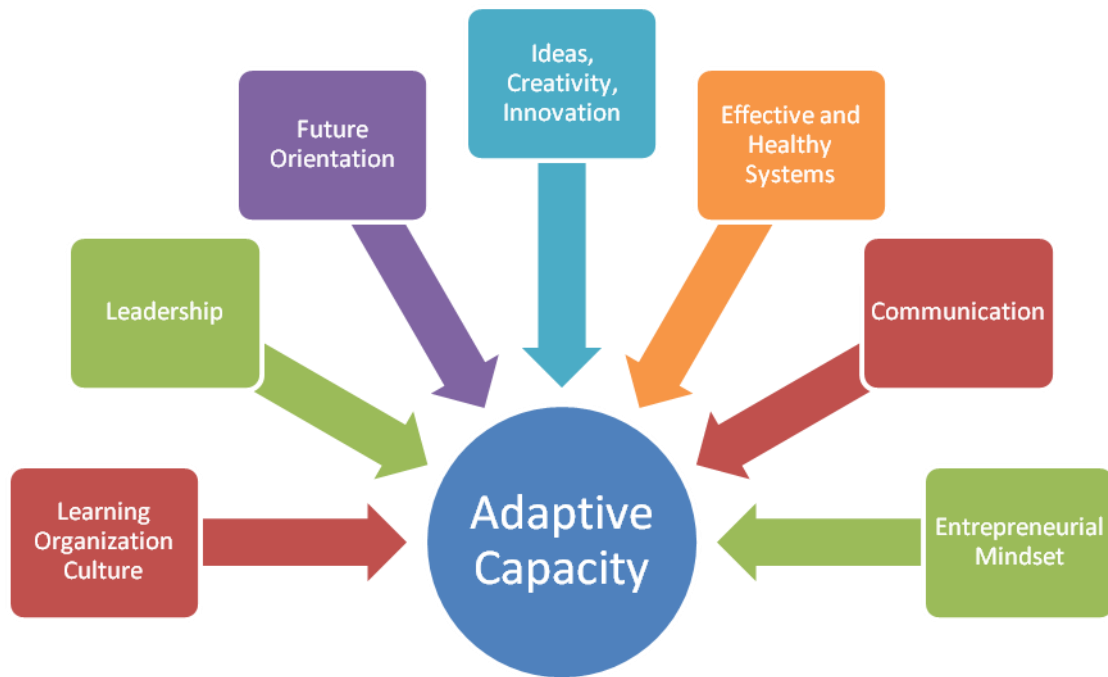 Ideas,
Creativity,
Innovation
Future
Orientation
Effective and
Healthy
Systems
Leadership
Communication
Learning
Organization
Culture
Adaptive
Capacity
Entrepreneurial
Mindset